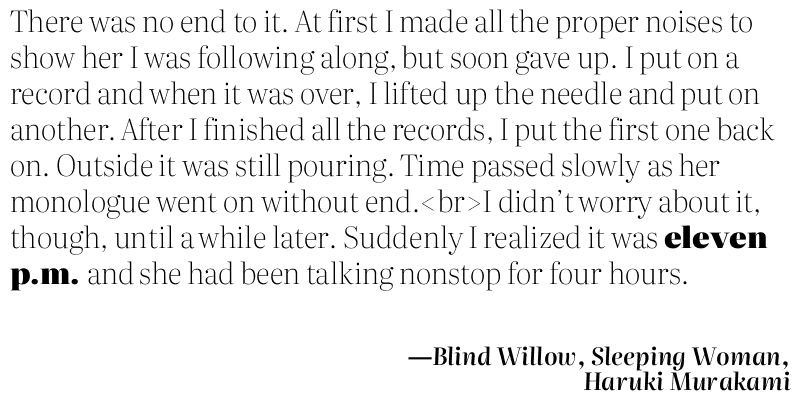 There was no end to it. At first I made all the proper noises to
show her I was following along, but soon gave up. I put on a
record and when it was over, I lifted up the needle and put on
another. After I finished all the records, I put the first one back
on. Outside it was still pouring. Time passed slowly as her
monologue went on without end.<br>I didn’t worry about it,
though, until a while later. Suddenly I realized it was eleven
p.m. and she had been talking nonstop for four hours.
—Blind Willow, Sleeping Woman,
Haruki Murakami